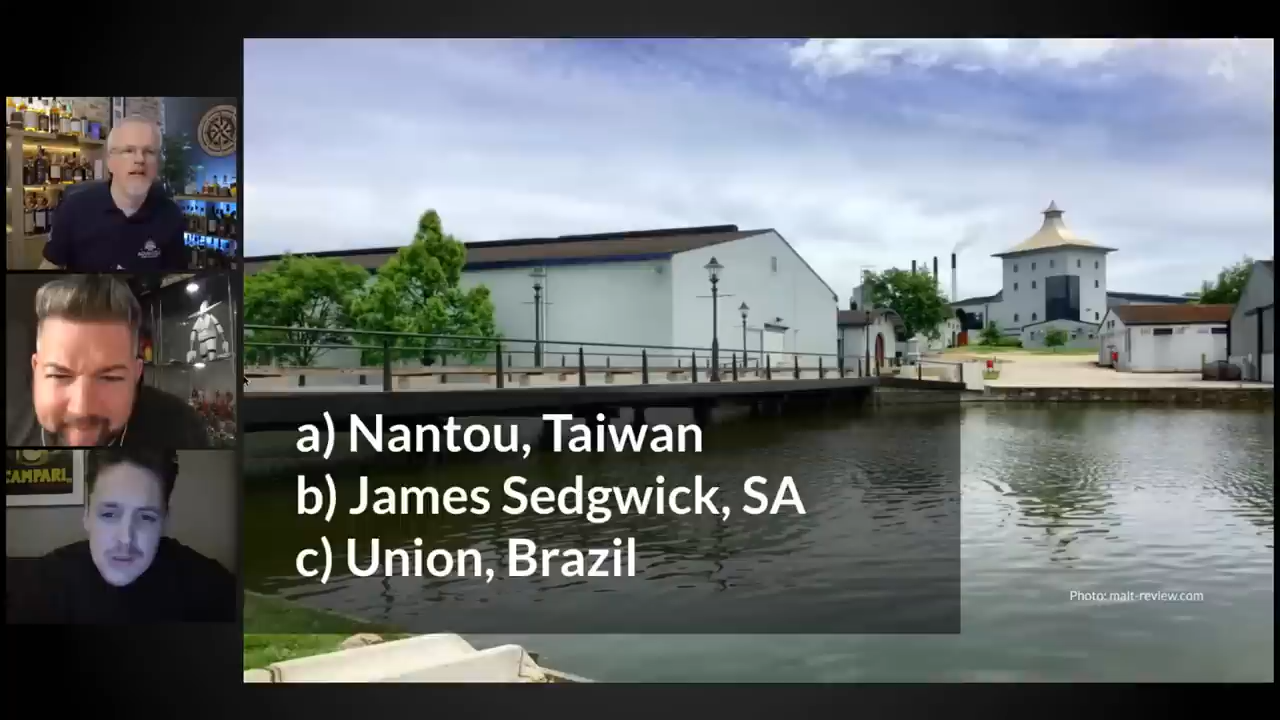 a) Nantou, Taiwan
b) James Sedgwick, SA
c) Union, Brazil
Photo: malt-review.com
CAMPARI